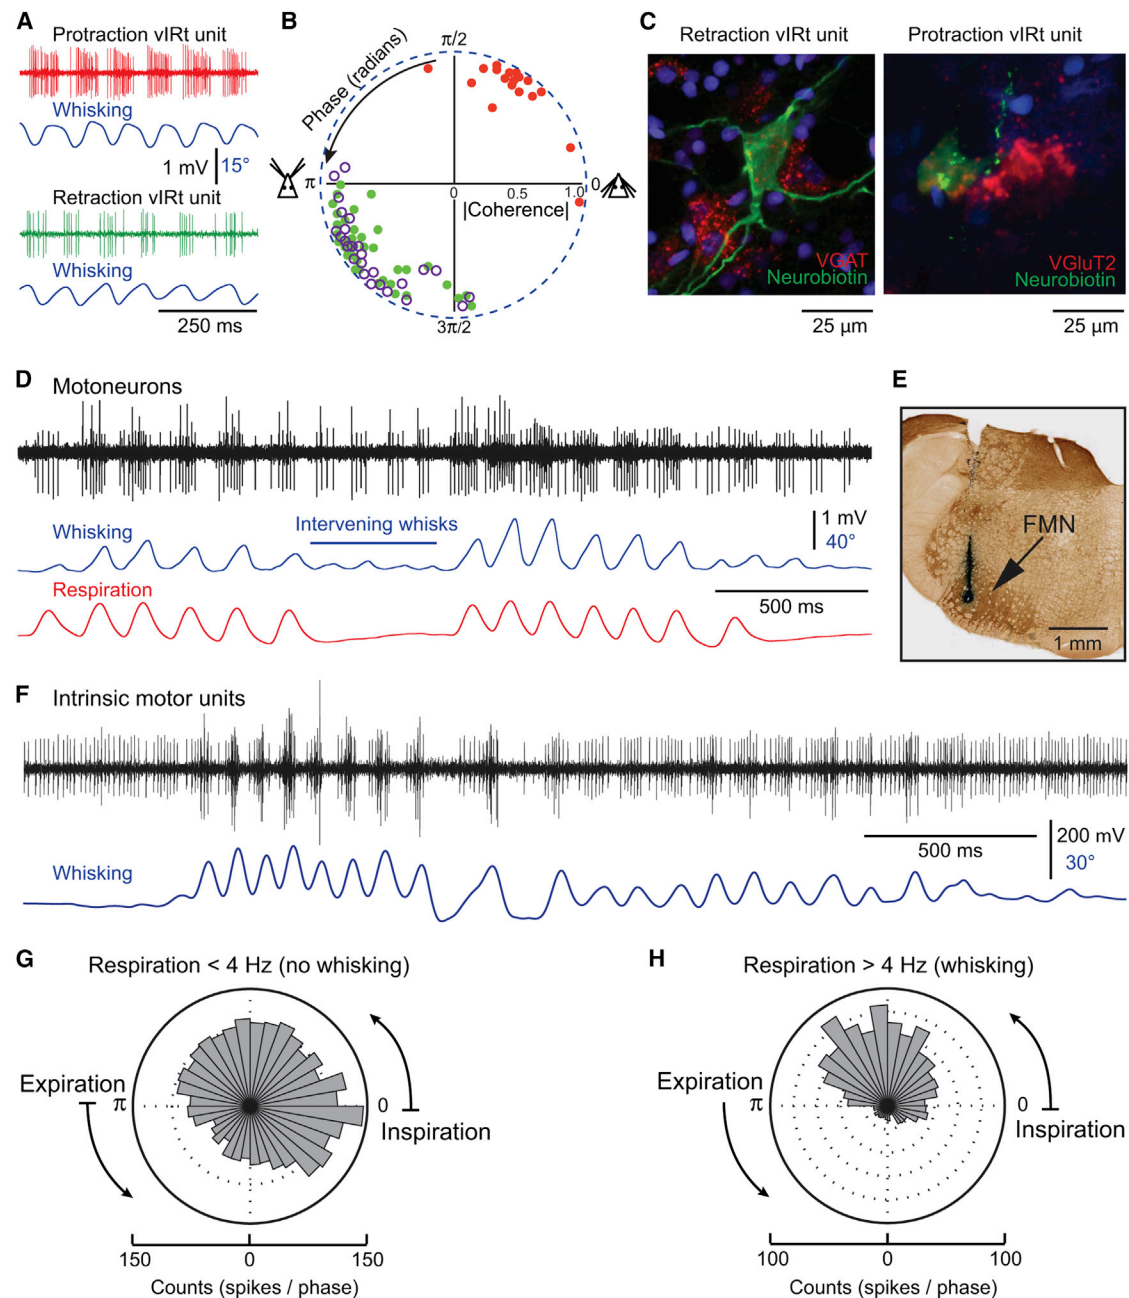 A
Protraction vIRt unit
Whisking
1 mV 15°
Retraction vIRt unit
Whisking
250 ms
B
π/2
Phase (radians)
π
0
0 0.5 1.0
|Coherence|
3π/2
C
Retraction vIRt unit
VGAT
Neurobiotin
25 µm
Protraction vIRt unit
VGluT2
Neurobiotin
25 µm
D
Motoneurons
Whisking
Intervening whisks
1 mV
40°
Respiration
500 ms
E
FMN
1 mm
F
Intrinsic motor units
Whisking
500 ms
200 mV
30°
G
Respiration < 4 Hz (no whisking)
Expiration
π
0
Inspiration
150 0 150
Counts (spikes / phase)
H
Respiration > 4 Hz (whisking)
Expiration
π
0
Inspiration
100 0 100
Counts (spikes / phase)